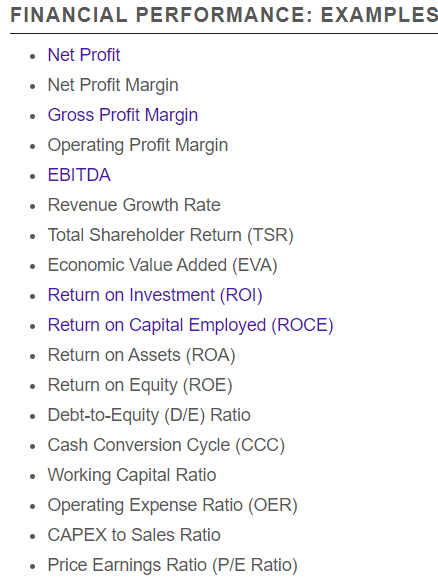 FINANCIAL PERFORMANCE: EXAMPLES
Net Profit
Net Profit Margin
Gross Profit Margin
Operating Profit Margin
EBITDA
Revenue Growth Rate
Total Shareholder Return (TSR)
Economic Value Added (EVA)
Return on Investment (ROI)
Return on Capital Employed (ROCE)
Return on Assets (ROA)
Return on Equity (ROE)
Debt-to-Equity (D/E) Ratio
Cash Conversion Cycle (CCC)
Working Capital Ratio
Operating Expense Ratio (OER)
CAPEX to Sales Ratio
Price Earnings Ratio (P/E Ratio)